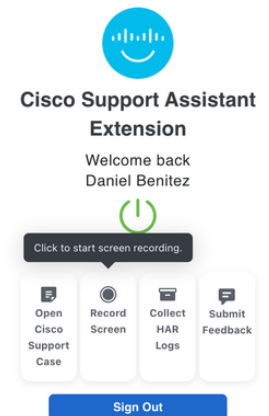 Cisco Support Assistant
Extension
Welcome back
Daniel Benitez
Click to start screen recording.
Open
Cisco
Support
Case
Record
Screen
Collect
HAR
Logs
Submit
Feedback
Sign Out